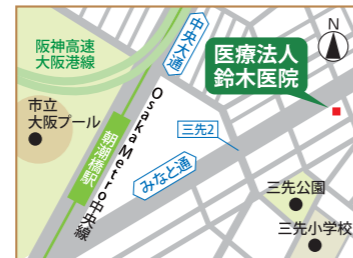 阪神高速
大阪港線
中央大通
医療法人
鈴木医院
N
市立
大阪プール
朝潮橋駅
Osaka Metro中央線
三先2
みなと通
三先公園
三先小学校